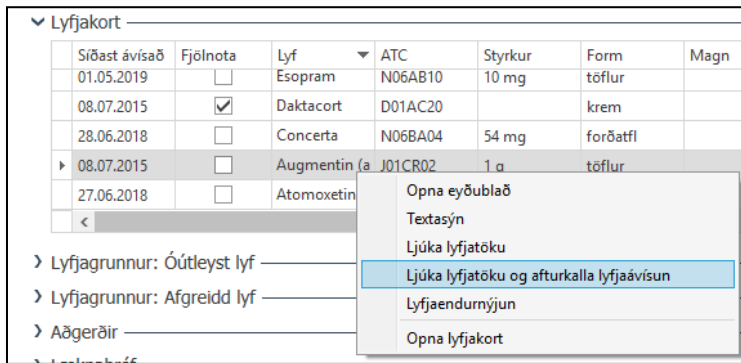 Lyfjakort
Síðast ávísað Fjölnota Lyf ATC Styrkur Form Magn
01.05.2019 Esopram N06AB10 10 mg töflur
08.07.2015 Daktacort D01AC20 krem
28.06.2018 Concerta N06BA04 54 mg forðatfl
08.07.2015 Augmentin (a J01CR02 1 g töflur
27.06.2018 Atomoxetin
Opna eyðublað
Textasýn
Ljúka lyfjatöku
Ljúka lyfjatöku og afturkalla lyfjaávísun
Lyfjaendurnýjun
Opna lyfjakort
Lyfjagrunnur: Óútleyst lyf
Lyfjagrunnur: Afgreidd lyf
Aðgerðir